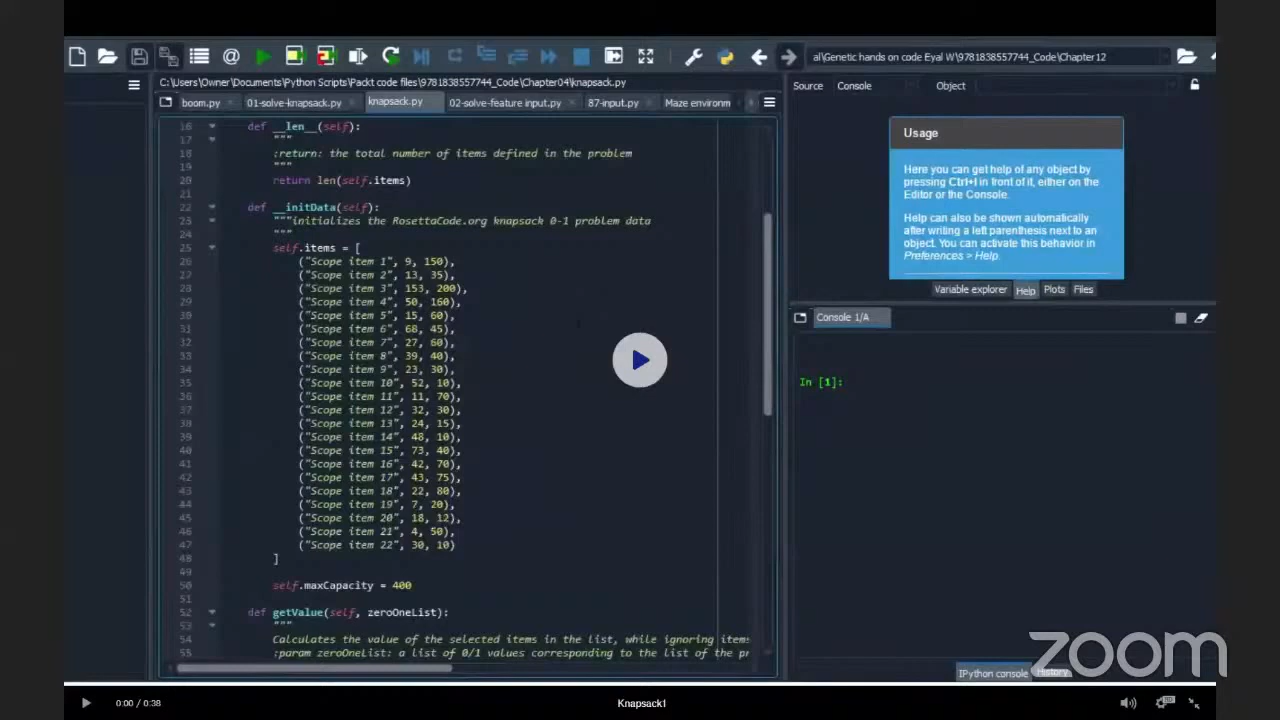 al\Genetic hands on code Eyal W\9781838557744_Code\Chapter12
C:\Users\Owner\Documents\Python Scripts\Packt code files\9781838557744_Code\Chapter04\knapsack.py
Source Console Object
boom.py 01-solve-knapsack.py knapsack.py 02-solve-feature input.py 87-input.py Maze environm
Usage
Here you can get help of any object by
pressing Ctrl+I in front of it, either on the
Editor or the Console.
Help can also be shown automatically
after writing a left parenthesis next to an
object. You can activate this behavior in
Preferences > Help.
Variable explorer Help Plots Files
Console 1/A
In [1]:
16 def __len__(self):
17 """
18 :return: the total number of items defined in the problem
19 """
20 return len(self.items)
21
22 def __initData(self):
23 """initializes the RosettaCode.org knapsack 0-1 problem data
24 """
25 self.items = [
26 ("Scope item 1", 9, 150),
27 ("Scope item 2", 13, 35),
28 ("Scope item 3", 153, 200),
29 ("Scope item 4", 50, 160),
30 ("Scope item 5", 15, 60),
31 ("Scope item 6", 68, 45),
32 ("Scope item 7", 27, 60),
33 ("Scope item 8", 39, 40),
34 ("Scope item 9", 23, 30),
35 ("Scope item 10", 52, 10),
36 ("Scope item 11", 11, 70),
37 ("Scope item 12", 32, 30),
38 ("Scope item 13", 24, 15),
39 ("Scope item 14", 48, 10),
40 ("Scope item 15", 73, 40),
41 ("Scope item 16", 42, 70),
42 ("Scope item 17", 43, 75),
43 ("Scope item 18", 22, 80),
44 ("Scope item 19", 7, 20),
45 ("Scope item 20", 18, 12),
46 ("Scope item 21", 4, 50),
47 ("Scope item 22", 30, 10)
48 ]
49
50 self.maxCapacity = 400
51
52 def getValue(self, zeroOneList):
53 """
54 Calculates the value of the selected items in the list, while ignoring items
55 :param zeroOneList: a list of 0/1 values corresponding to the list of the pr
IPython console History
zoom
0:00 / 0:38 Knapsack1